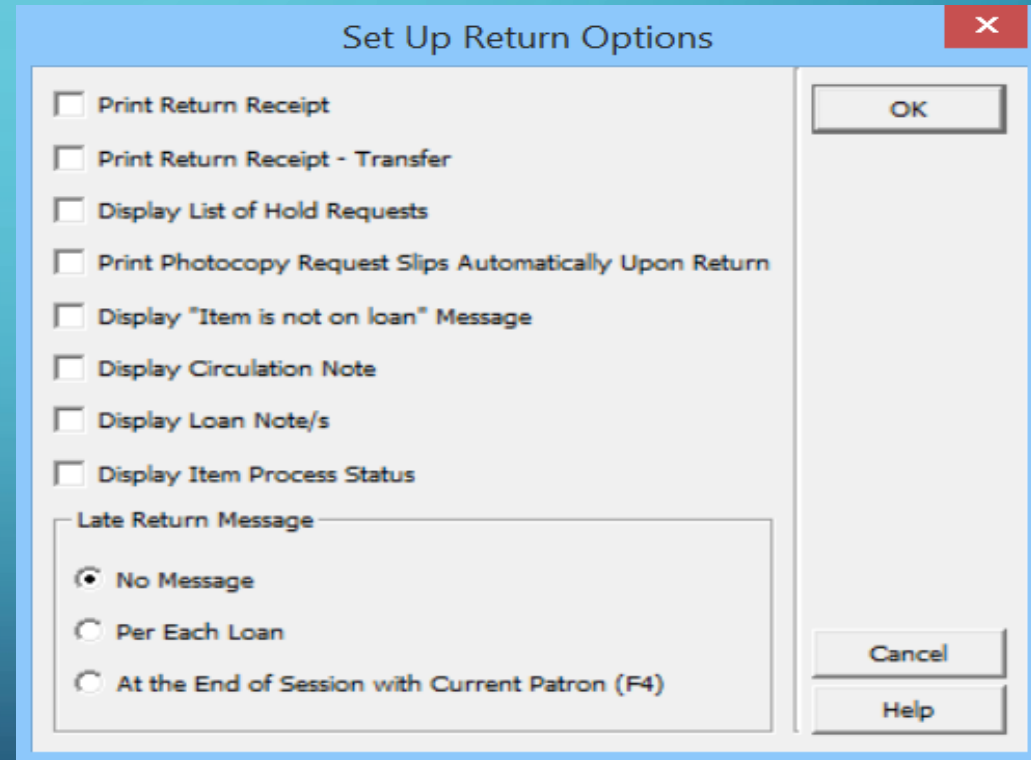 Set Up Return Options
Print Return Receipt
OK
Print Return Receipt - Transfer
Display List of Hold Requests
Print Photocopy Request Slips Automatically Upon Return
Display "Item is not on loan" Message
Display Circulation Note
Display Loan Note/s
Display Item Process Status
Late Return Message
No Message
Per Each Loan
At the End of Session with Current Patron (F4)
Cancel
Help